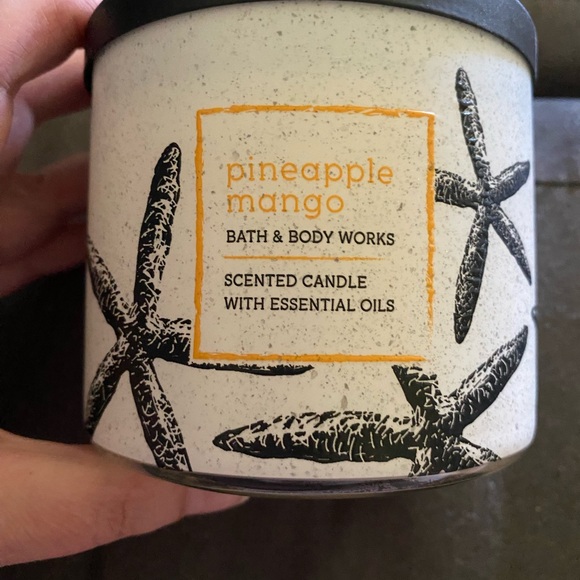 pineapple
mango
BATH & BODY WORKS
SCENTED CANDLE
WITH ESSENTIAL OILS